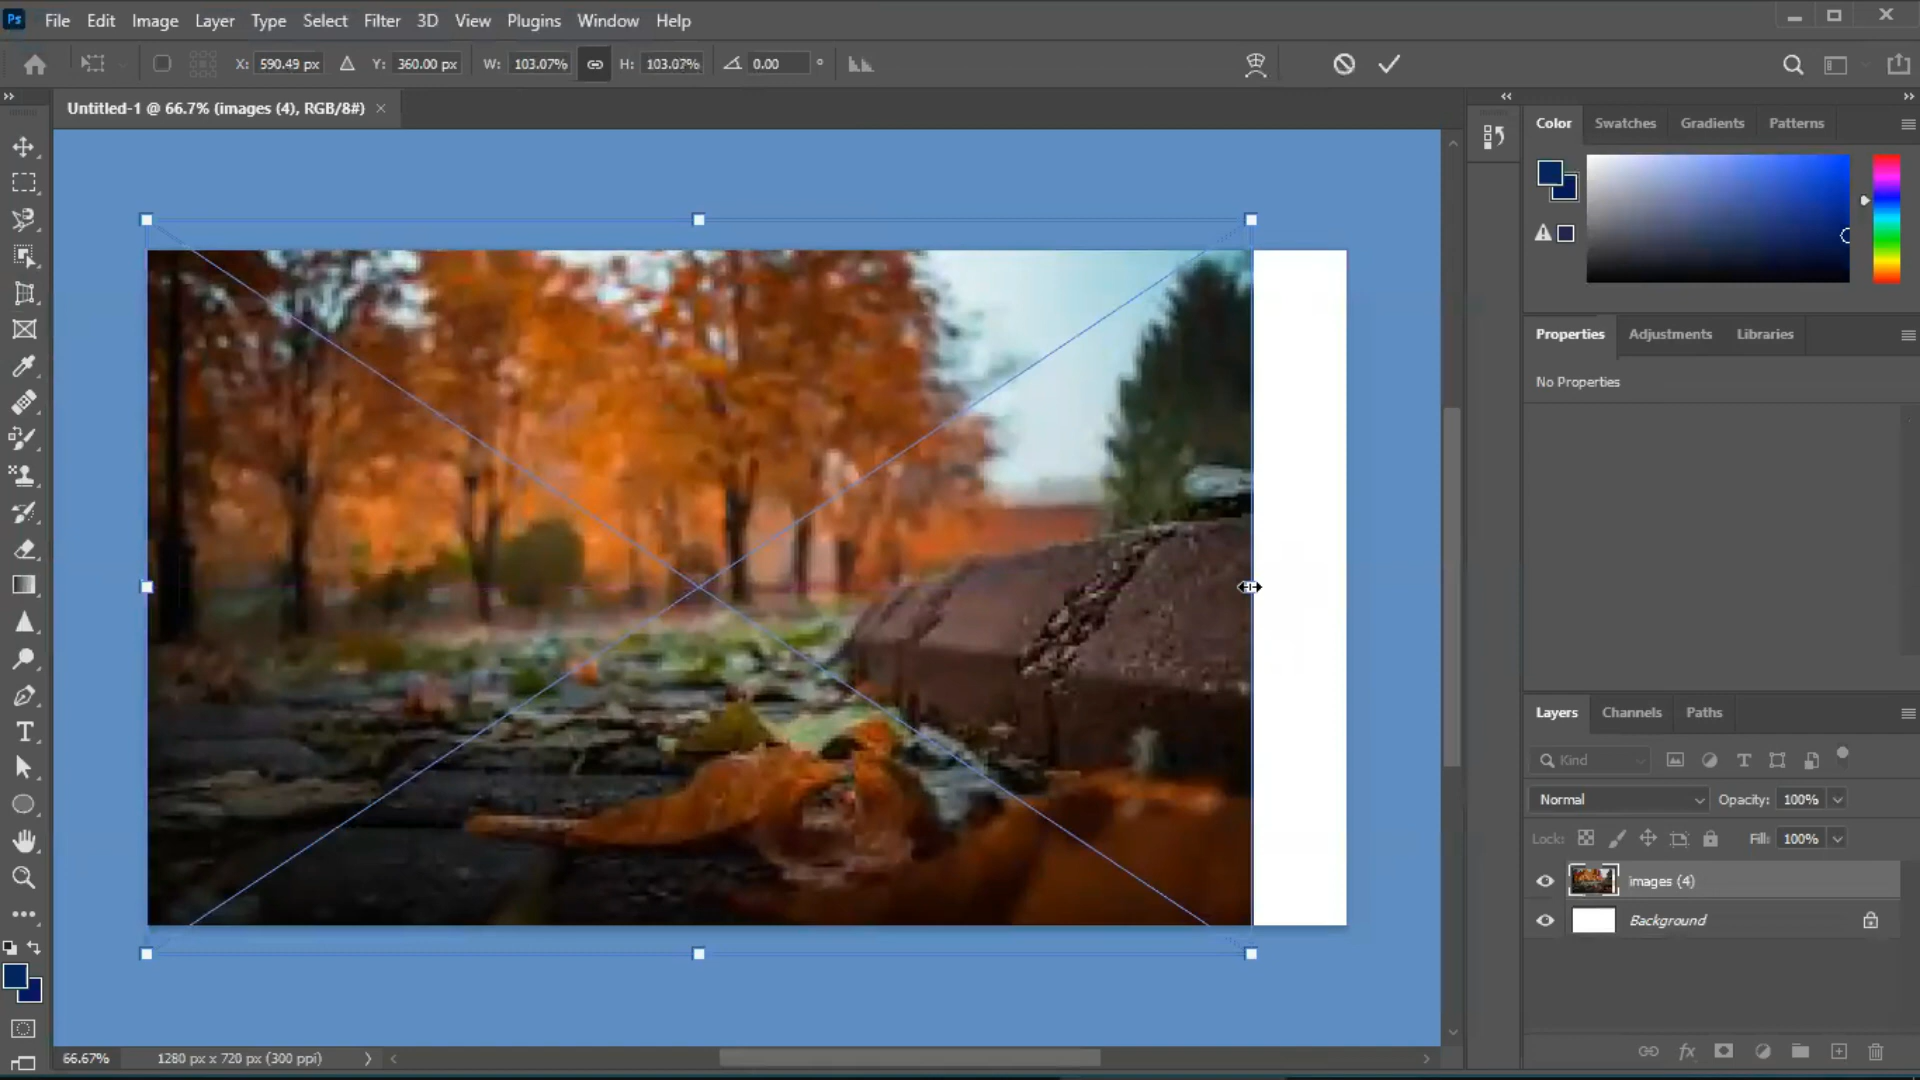 Ps File Edit Image Layer Type Select Filter 3D View Plugins Window Help
X: 590.49 px Y: 360.00 px W: 103.07% H: 103.07% 0.00 °
Untitled-1 @ 66.7% (images (4), RGB/8#) ×
Color Swatches Gradients Patterns
Properties Adjustments Libraries
No Properties
Layers Channels Paths
Kind
Normal Opacity: 100%
Lock: Fill: 100%
images (4)
Background
66.67% 1280 px x 720 px (300 ppi)